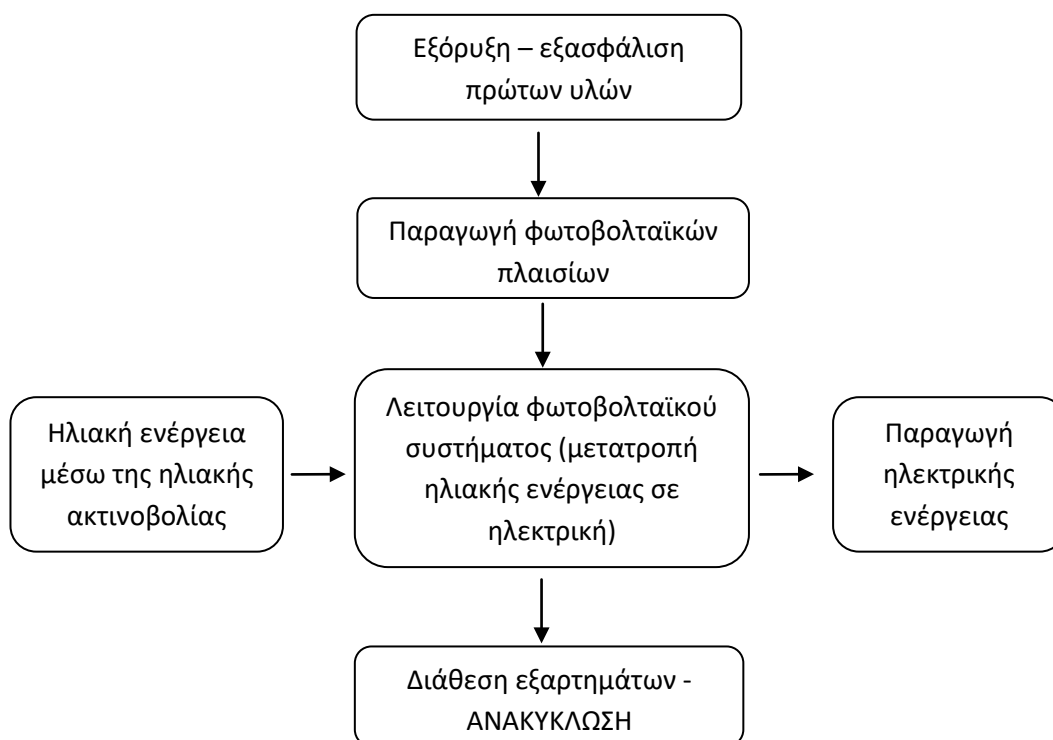 Εξόρυξη – εξασφάλιση
πρώτων υλών
Παραγωγή φωτοβολταϊκών
πλαισίων
Ηλιακή ενέργεια
μέσω της ηλιακής
ακτινοβολίας
Λειτουργία φωτοβολταϊκού
συστήματος (μετατροπή
ηλιακής ενέργειας σε
ηλεκτρική)
Παραγωγή
ηλεκτρικής
ενέργειας
Διάθεση εξαρτημάτων -
ΑΝΑΚΥΚΛΩΣΗ